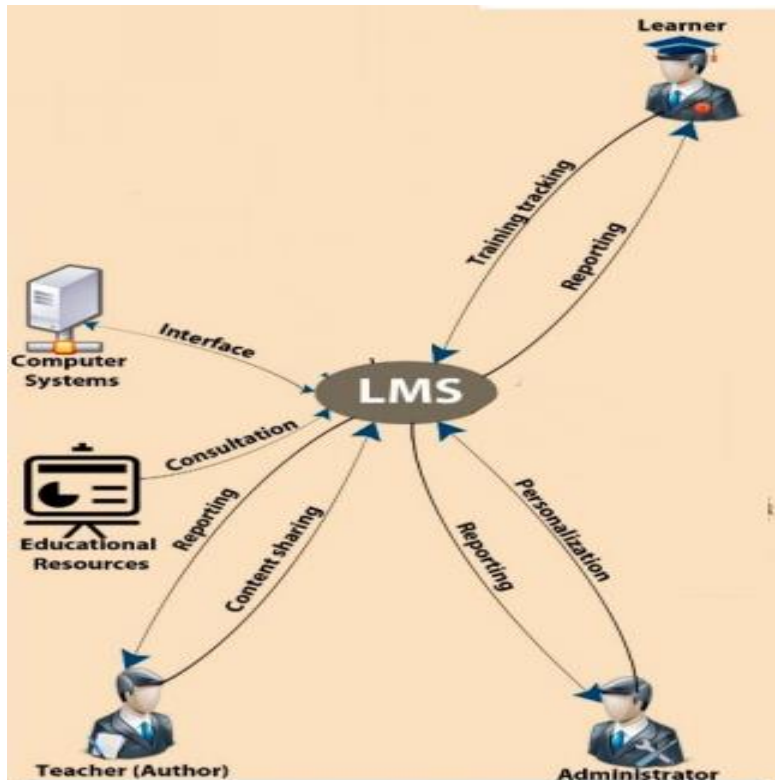 Learner
Training tracking
Reporting
Interface
Computer
Systems
LMS
Consultation
Educational
Resources
Reporting
Content sharing
Reporting
Personalization
Teacher (Author)
Administrator